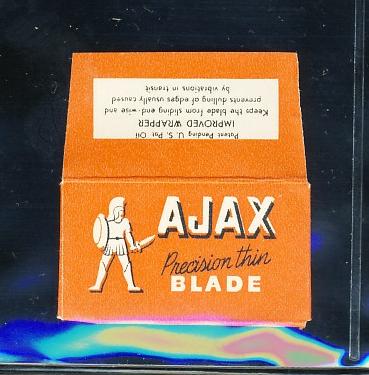 Patent Pending U. S. Pat Off
IMPROVED WRAPPER
Keeps the blade from sliding end-wise and
prevents dulling of edges usually caused
by vibrations in transit
AJAX
Precision thin
BLADE